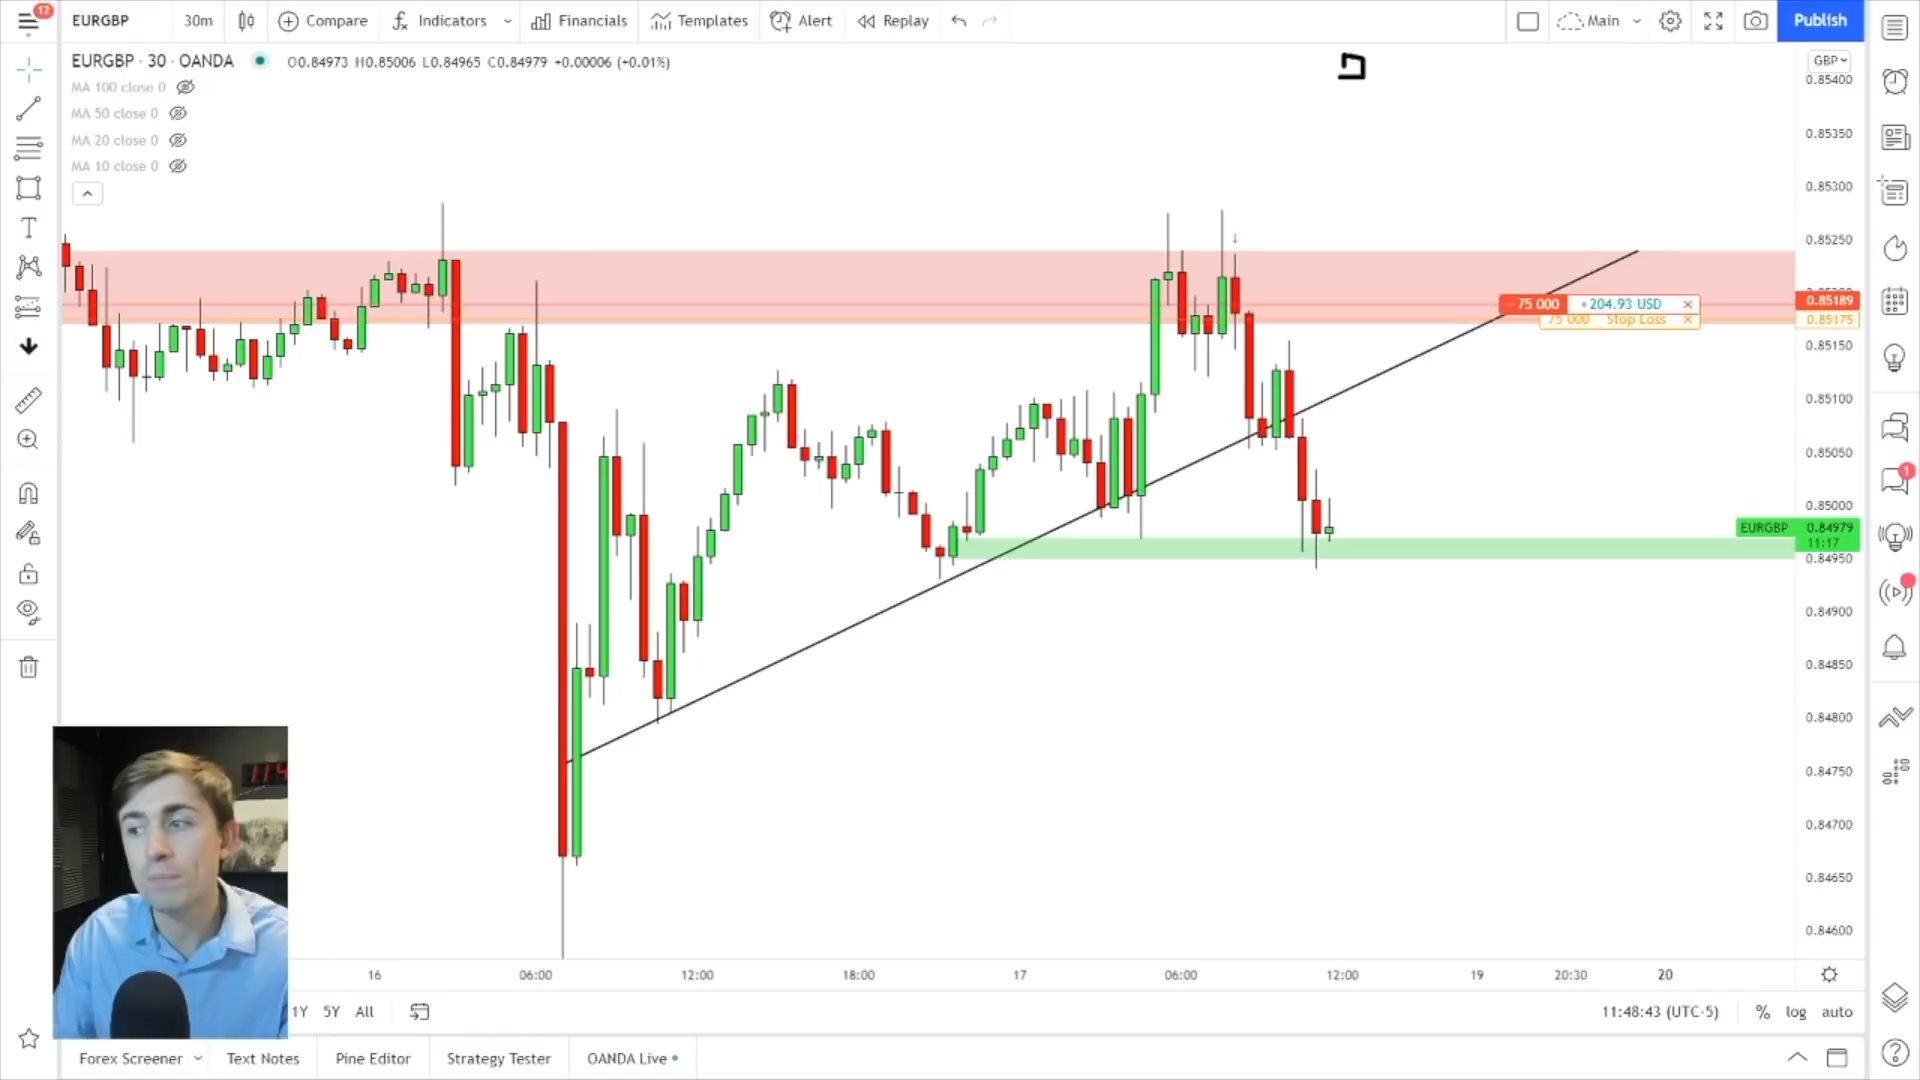 17
EURGBP 30m Compare Indicators Financials Templates Alert Replay Main Publish
EURGBP · 30 · OANDA O0.84973 H0.85006 L0.84965 C0.84979 +0.00006 (+0.01%)
MA 100 close 0
MA 50 close 0
MA 20 close 0
MA 10 close 0
GBP
0.85400
0.85350
0.85300
0.85250
75 000 +204.93 USD × 0.85189
75 000 Stop Loss × 0.85175
0.85150
0.85100
0.85050
0.85000
1
EURGBP 0.84979
11:17
0.84950
0.84900
0.84850
0.84800
0.84750
0.84700
0.84650
0.84600
16 06:00 12:00 18:00 17 06:00 12:00 19 20:30 20
1Y 5Y All 11:48:43 (UTC-5) % log auto
Forex Screener Text Notes Pine Editor Strategy Tester OANDA Live